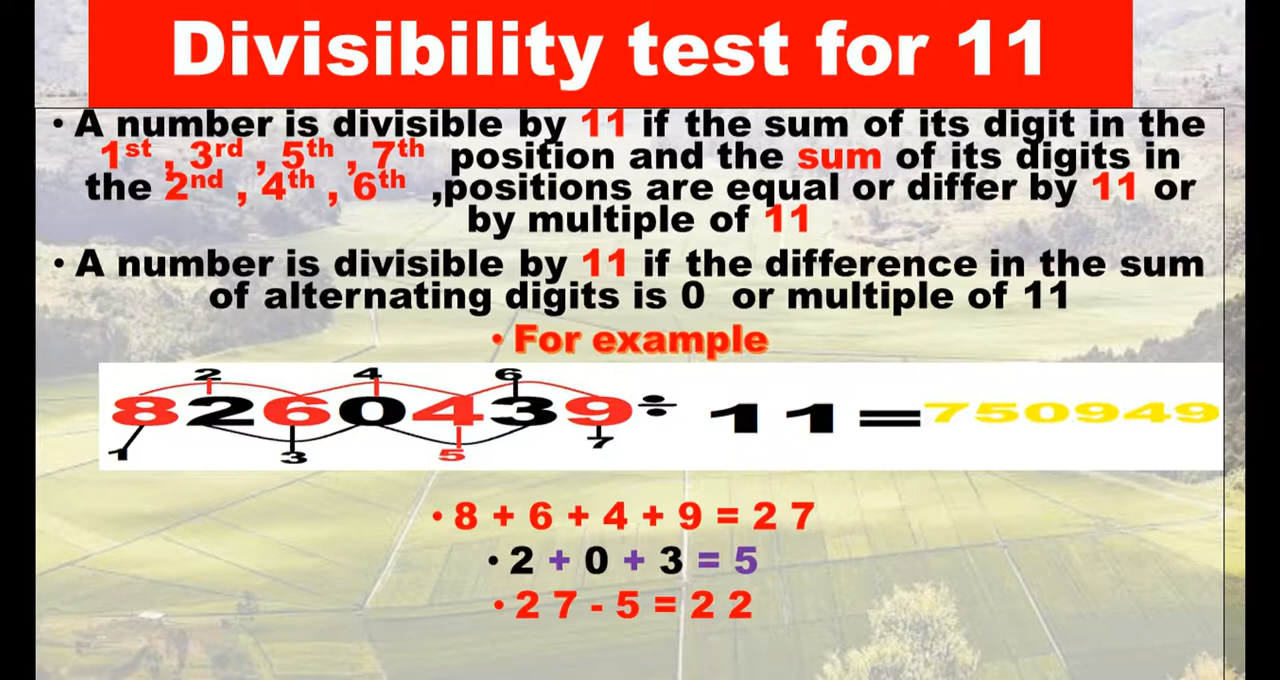 Divisibility test for 11
• A number is divisible by 11 if the sum of its digit in the
1st , 3rd , 5th , 7th position and the sum of its digits in
the 2nd , 4th , 6th ,positions are equal or differ by 11 or
by multiple of 11
• A number is divisible by 11 if the difference in the sum
of alternating digits is 0 or multiple of 11
• For example
2 4 6
8260439÷ 11=750949
1 3 5 7
• 8 + 6 + 4 + 9 = 2 7
• 2 + 0 + 3 = 5
• 2 7 - 5 = 2 2